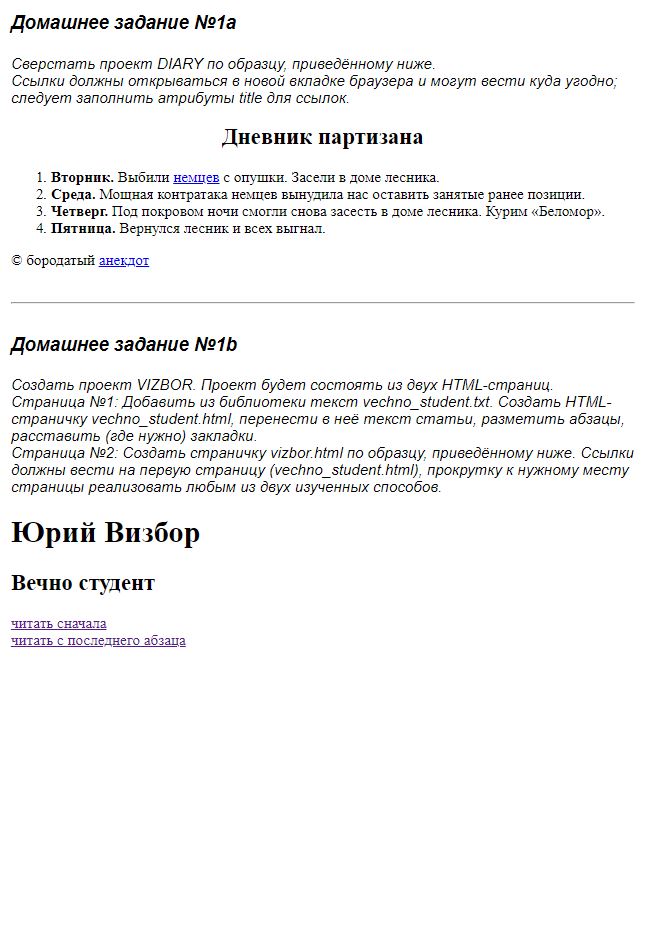 Домашнее задание №1a
Сверстать проект DIARY по образцу, приведённому ниже.
Ссылки должны открываться в новой вкладке браузера и могут вести куда угодно;
следует заполнить атрибуты title для ссылок.
Дневник партизана
1. Вторник. Выбили немцев с опушки. Засели в доме лесника.
2. Среда. Мощная контратака немцев вынудила нас оставить занятые ранее позиции.
3. Четверг. Под покровом ночи смогли снова засесть в доме лесника. Курим «Беломор».
4. Пятница. Вернулся лесник и всех выгнал.
© бородатый анекдот
Домашнее задание №1b
Создать проект VIZBOR. Проект будет состоять из двух HTML-страниц.
Страница №1: Добавить из библиотеки текст vechno_student.txt. Создать HTML-
страничку vechno_student.html, перенести в неё текст статьи, разметить абзацы,
расставить (где нужно) закладки.
Страница №2: Создать страничку vizbor.html по образцу, приведённому ниже. Ссылки
должны вести на первую страницу (vechno_student.html), прокрутку к нужному месту
страницы реализовать любым из двух изученных способов.
Юрий Визбор
Вечно студент
читать сначала
читать с последнего абзаца